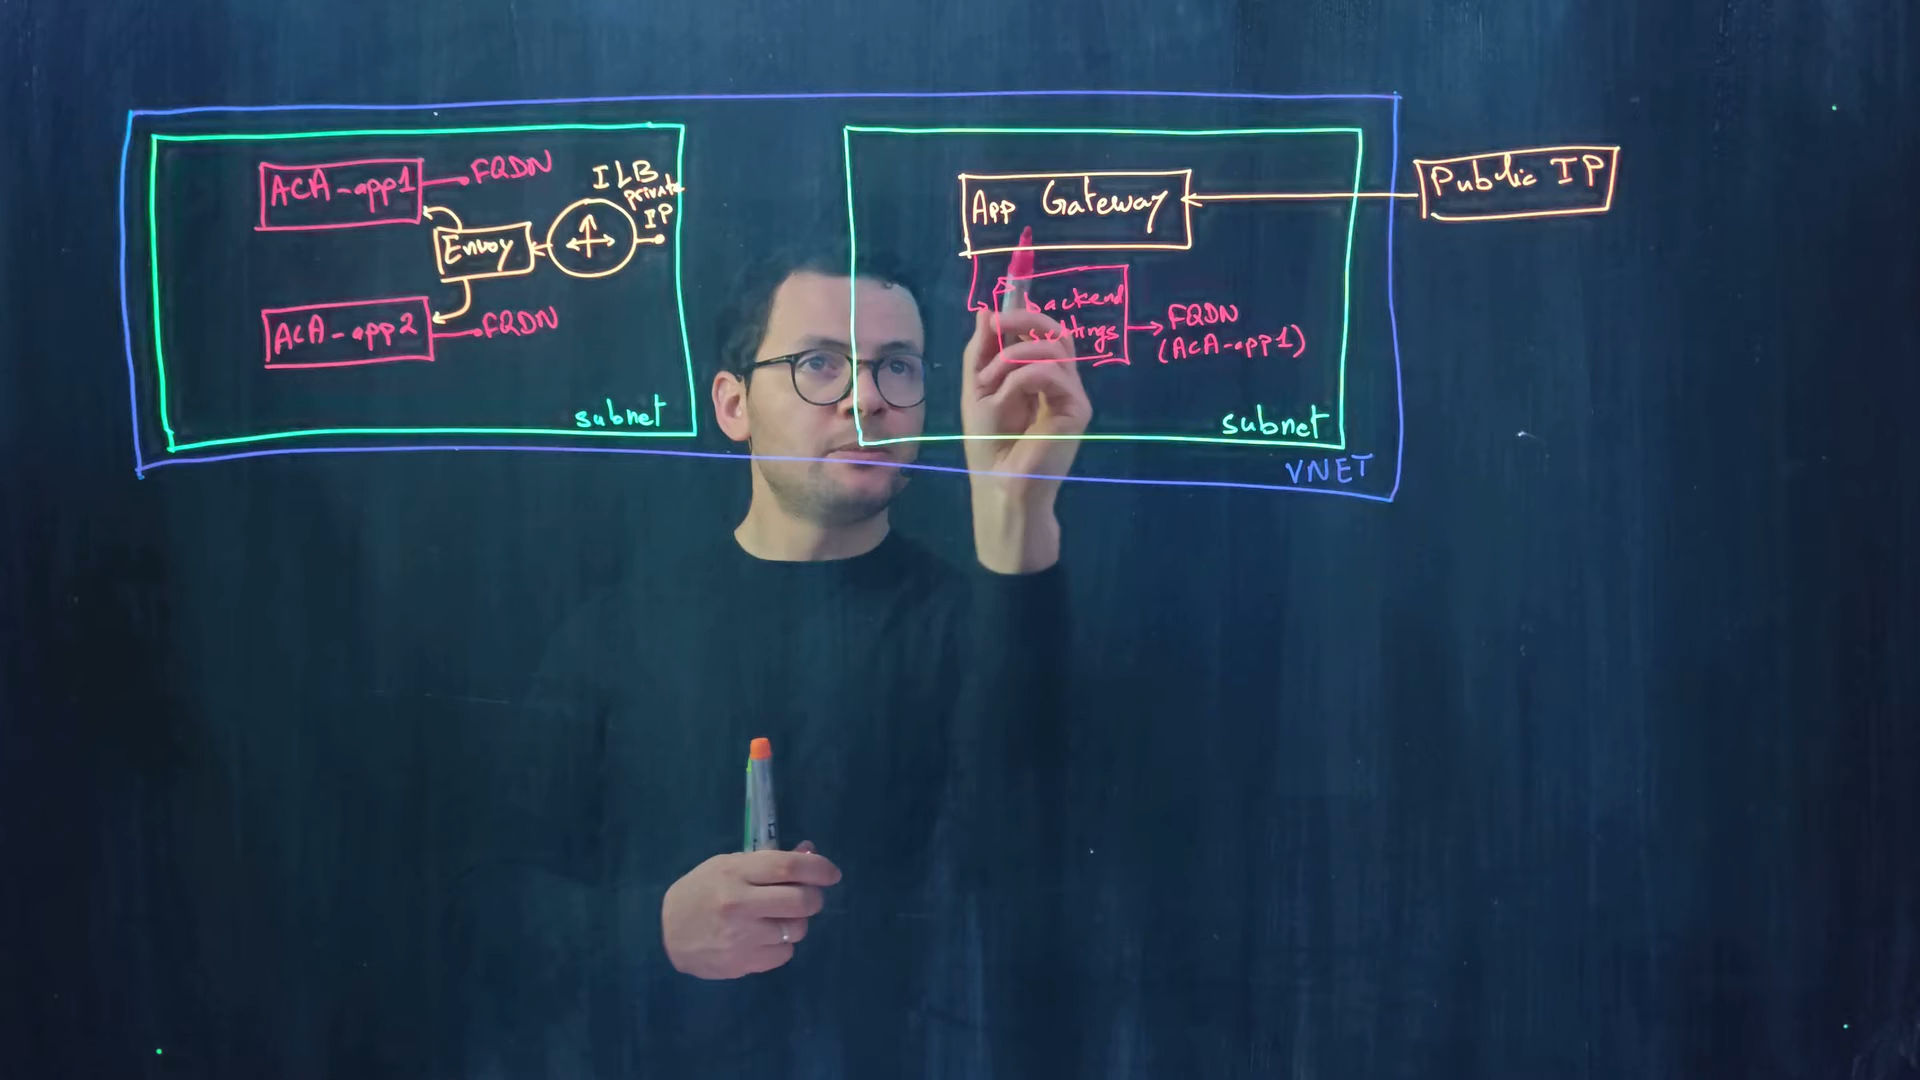 ACA-app1
FQDN
ILB
private
IP
Envoy
ACA-app2
FQDN
subnet
App Gateway
backend
settings
FQDN
(ACA-app1)
subnet
VNET
Public IP